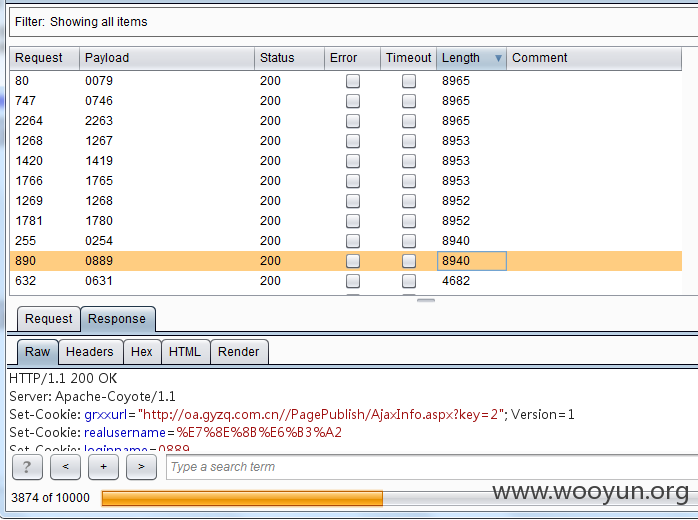 Filter: Showing all items
Request Payload Status Error Timeout Length Comment
80 0079 200 8965
747 0746 200 8965
2264 2263 200 8965
1268 1267 200 8953
1420 1419 200 8953
1766 1765 200 8953
1269 1268 200 8952
1781 1780 200 8952
255 0254 200 8940
890 0889 200 8940
632 0631 200 4682
Request Response
Raw Headers Hex HTML Render
HTTP/1.1 200 OK
Server: Apache-Coyote/1.1
Set-Cookie: grxxurl="http://oa.gyzq.com.cn//PagePublish/AjaxInfo.aspx?key=2"; Version=1
Set-Cookie: realusername=%E7%8E%8B%E6%B3%A2
Set-Cookie: loginname=0889
? < + > Type a search term
3874 of 10000
www.wooyun.org